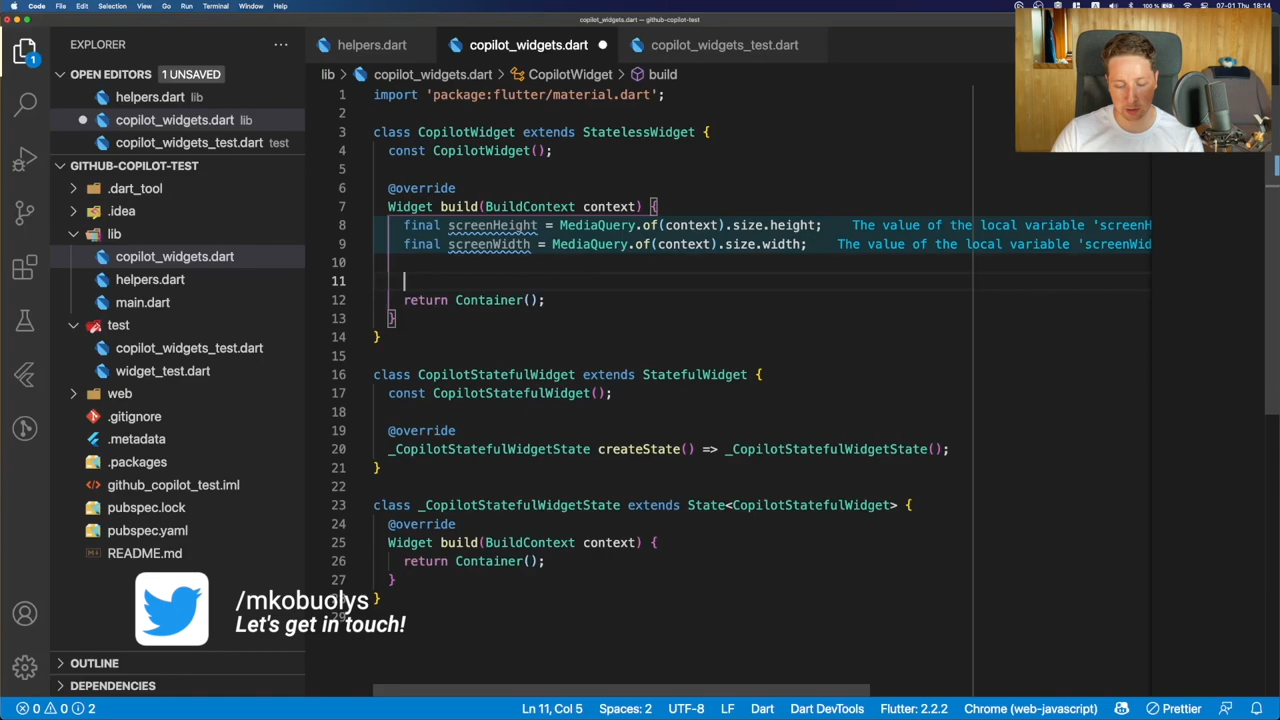 Code File Edit Selection View Go Run Terminal Window Help
100 % 07-01 Thu 18:14
copilot_widgets.dart — github-copilot-test
EXPLORER
helpers.dart copilot_widgets.dart copilot_widgets_test.dart
OPEN EDITORS 1 UNSAVED
helpers.dart lib
copilot_widgets.dart lib
copilot_widgets_test.dart test
GITHUB-COPILOT-TEST
.dart_tool
.idea
lib
copilot_widgets.dart
helpers.dart
main.dart
test
copilot_widgets_test.dart
widget_test.dart
web
.gitignore
.metadata
.packages
github_copilot_test.iml
pubspec.lock
pubspec.yaml
README.md
OUTLINE
DEPENDENCIES
lib > copilot_widgets.dart > CopilotWidget > build
1 import 'package:flutter/material.dart';
2
3 class CopilotWidget extends StatelessWidget {
4 const CopilotWidget();
5
6 @override
7 Widget build(BuildContext context) {
8 final screenHeight = MediaQuery.of(context).size.height; The value of the local variable 'screenH
9 final screenWidth = MediaQuery.of(context).size.width; The value of the local variable 'screenWid
10
11
12 return Container();
13 }
14 }
15
16 class CopilotStatefulWidget extends StatefulWidget {
17 const CopilotStatefulWidget();
18
19 @override
20 _CopilotStatefulWidgetState createState() => _CopilotStatefulWidgetState();
21 }
22
23 class _CopilotStatefulWidgetState extends State<CopilotStatefulWidget> {
24 @override
25 Widget build(BuildContext context) {
26 return Container();
27 }
}
29
/mkobuolys
Let's get in touch!
1
0 0 2 Ln 11, Col 5 Spaces: 2 UTF-8 LF Dart Dart DevTools Flutter: 2.2.2 Chrome (web-javascript) Prettier